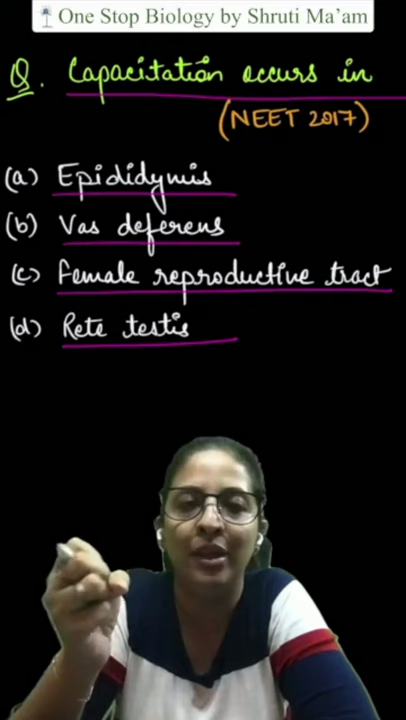 One Stop Biology by Shruti Ma'am
Q. Capacitation occurs in
(NEET 2017)
(a) Epididymis
(b) Vas deferens
(c) Female reproductive tract
(d) Rete testis